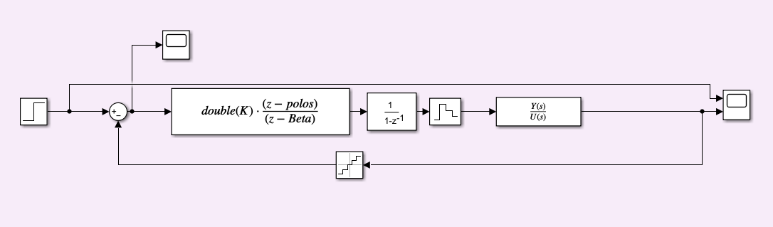 +
−
double(K) · (z − polos)
(z − Beta)
1
1-z⁻¹
Y(s)
U(s)